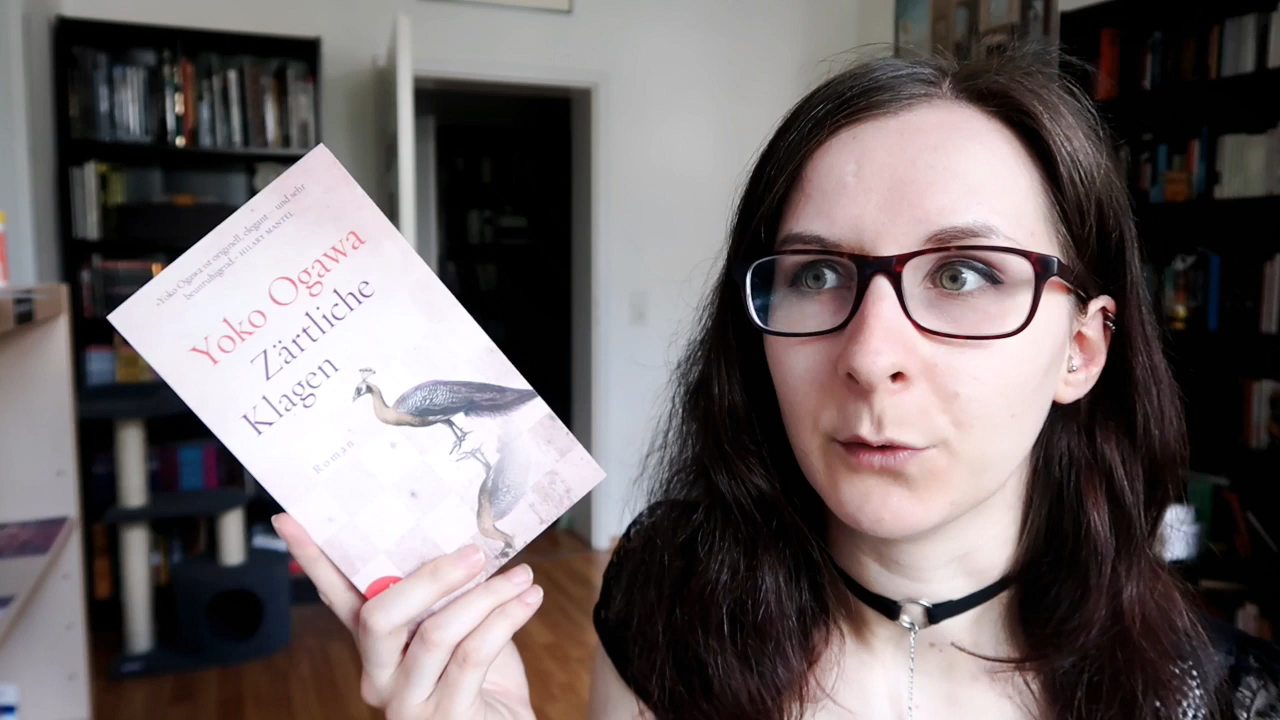 »Yoko Ogawa ist originell, elegant – und sehr
beunruhigend.« HILARY MANTEL
Yoko Ogawa
Zärtliche
Klagen
Roman